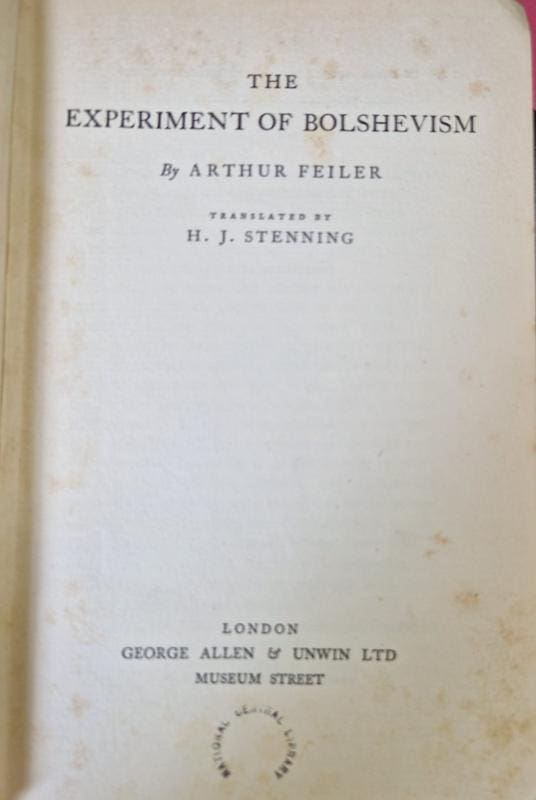 THE
EXPERIMENT OF BOLSHEVISM
By ARTHUR FEILER
TRANSLATED BY
H. J. STENNING
LONDON
GEORGE ALLEN & UNWIN LTD
MUSEUM STREET
NATIONAL CENTRAL LIBRARY